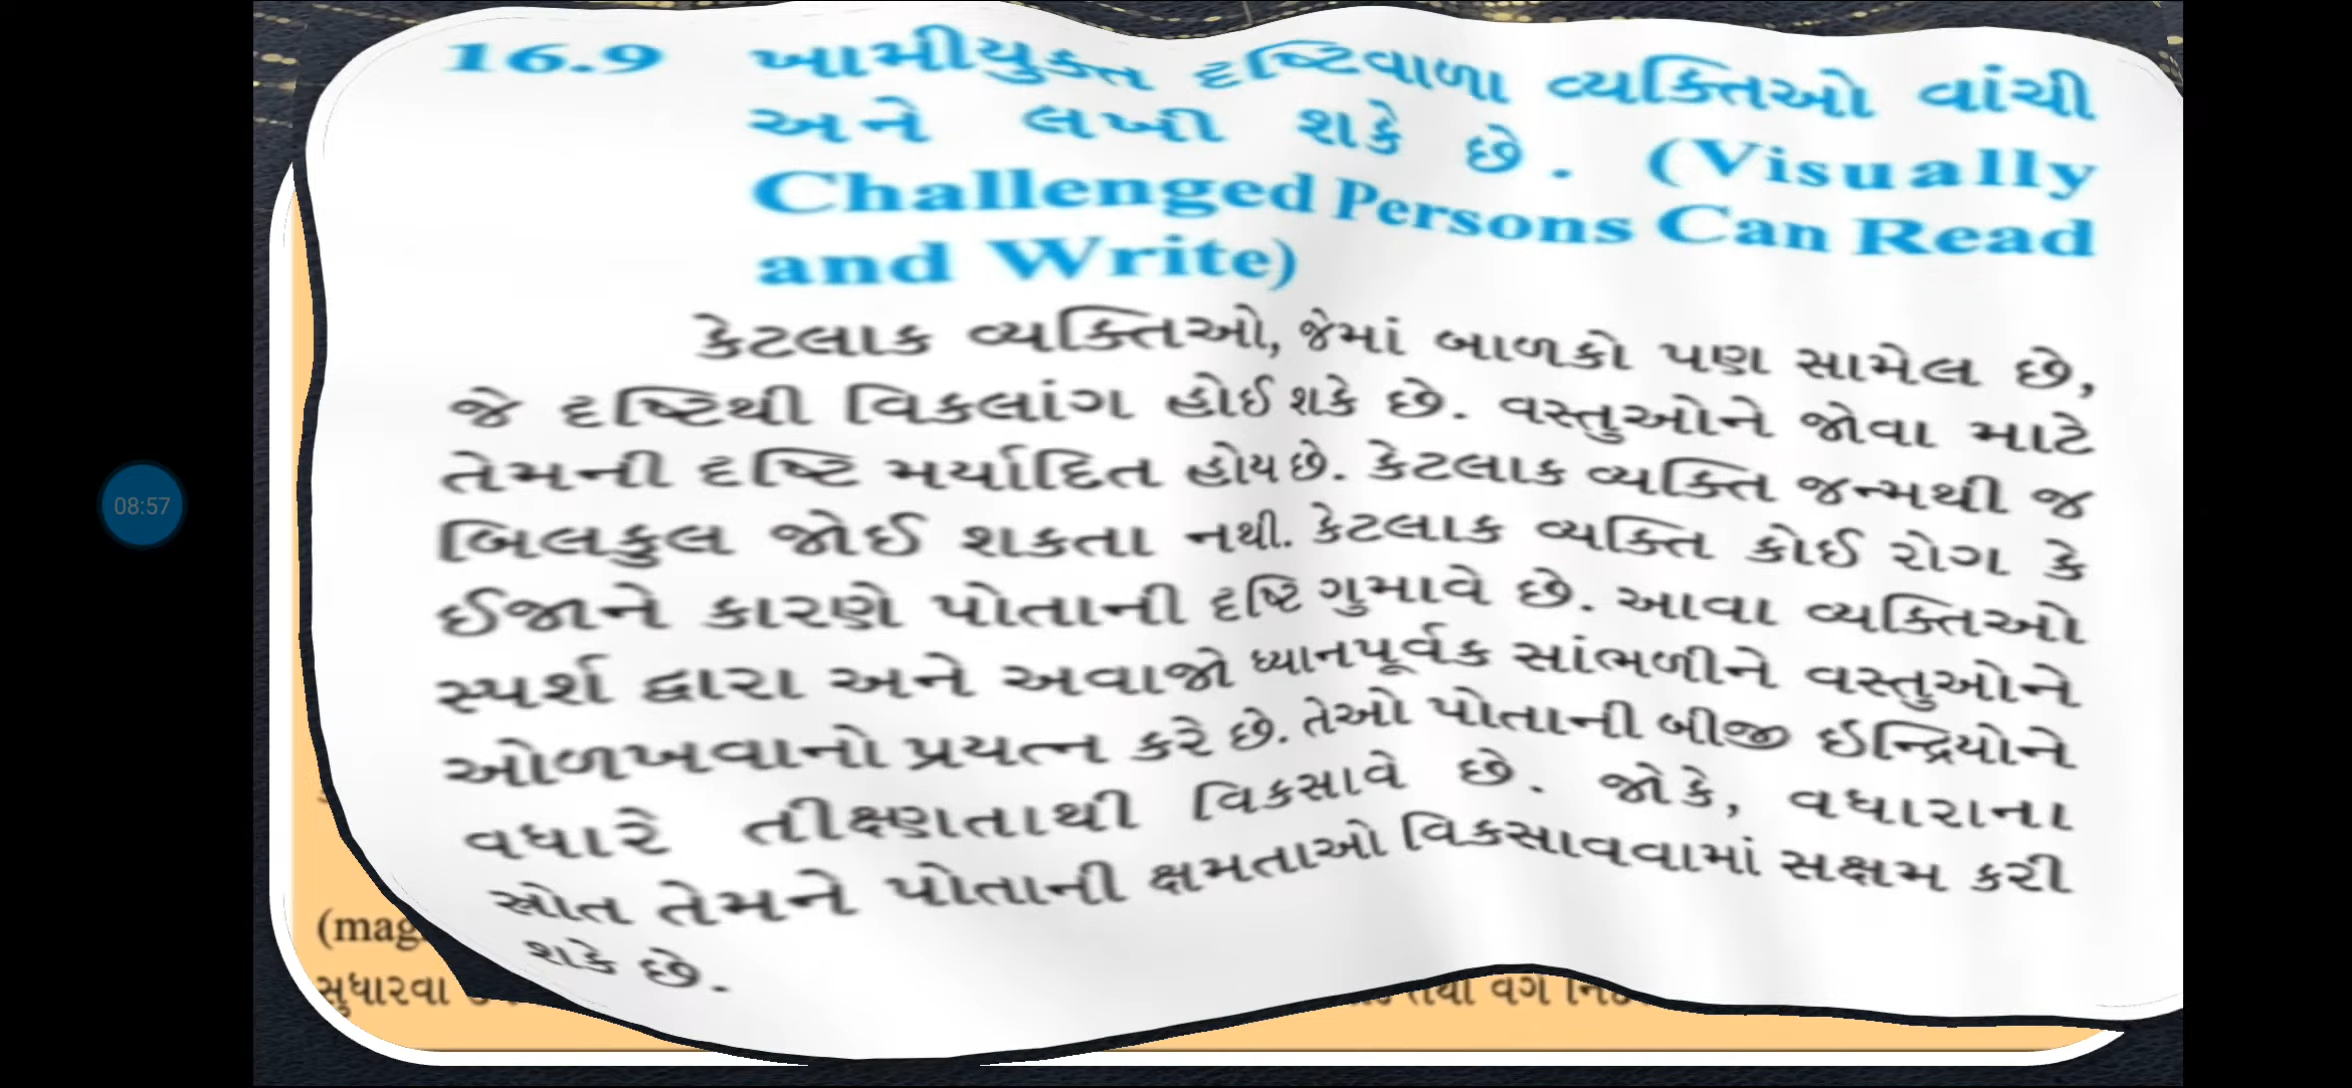 16.9 ખામીયુક્ત દૃષ્ટિવાળા વ્યક્તિઓ વાંચી
અને લખી શકે છે. (Visually
Challenged Persons Can Read
and Write)
કેટલાક વ્યક્તિઓ, જેમાં બાળકો પણ સામેલ છે,
જે દૃષ્ટિથી વિકલાંગ હોઈ શકે છે. વસ્તુઓને જોવા માટે
તેમની દૃષ્ટિ મર્યાદિત હોય છે. કેટલાક વ્યક્તિ જન્મથી જ
બિલકુલ જોઈ શકતા નથી. કેટલાક વ્યક્તિ કોઈ રોગ કે
ઈજાને કારણે પોતાની દૃષ્ટિ ગુમાવે છે. આવા વ્યક્તિઓ
સ્પર્શ દ્વારા અને અવાજો ધ્યાનપૂર્વક સાંભળીને વસ્તુઓને
ઓળખવાનો પ્રયત્ન કરે છે. તેઓ પોતાની બીજી ઇન્દ્રિયોને
વધારે તીક્ષ્ણતાથી વિકસાવે છે. જોકે, વધારાના
સ્રોત તેમને પોતાની ક્ષમતાઓ વિકસાવવામાં સક્ષમ કરી
શકે છે.
(mag
સુધારવા
08:57